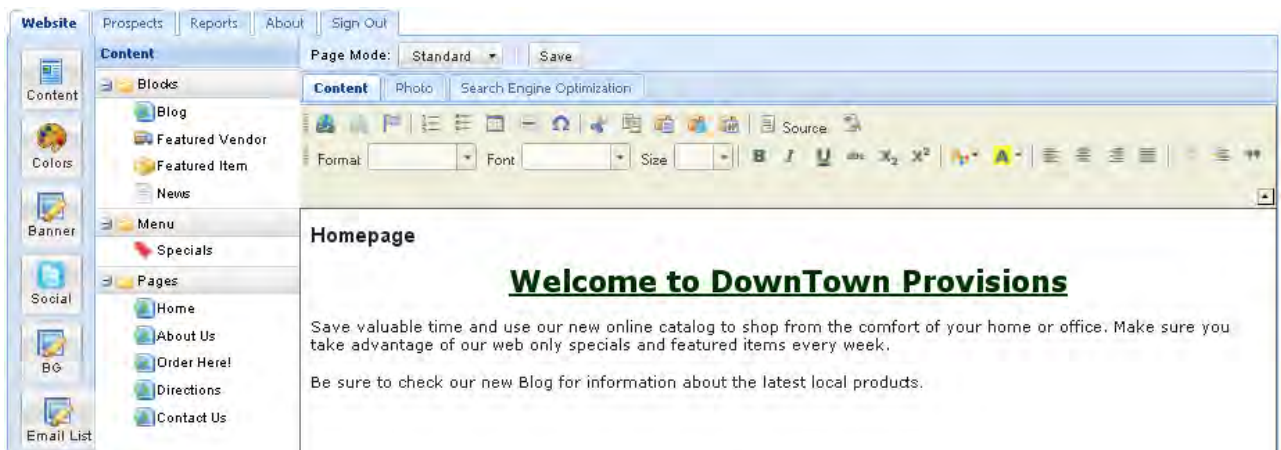 Website Prospects Reports About Sign Out
Content
Colors
Banner
Social
BG
Email List
Content
Blocks
Blog
Featured Vendor
Featured Item
News
Menu
Specials
Pages
Home
About Us
Order Here!
Directions
Contact Us
Page Mode: Standard Save
Content Photo Search Engine Optimization
Source
Format Font Size B I U abc X₂ X² A
Homepage
Welcome to DownTown Provisions
Save valuable time and use our new online catalog to shop from the comfort of your home or office. Make sure you
take advantage of our web only specials and featured items every week.
Be sure to check our new Blog for information about the latest local products.